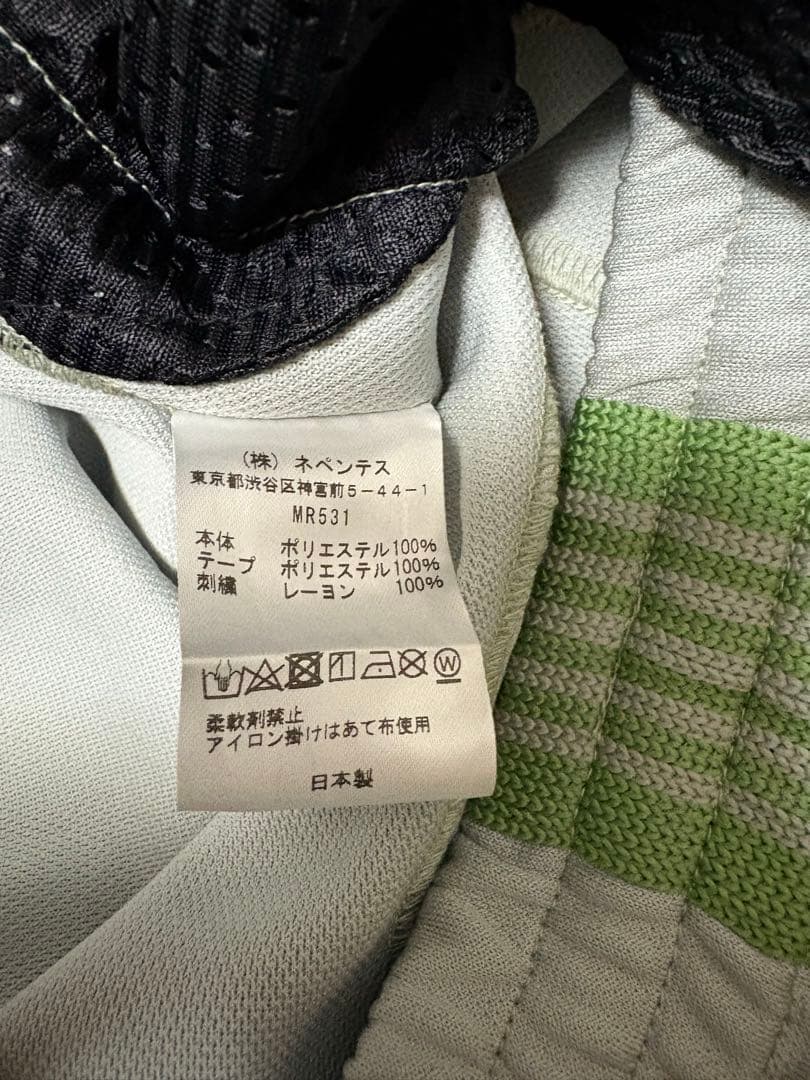 (株) ネペンテス
東京都渋谷区神宮前5-44-1
MR531
本体 ポリエステル100%
テープ ポリエステル100%
刺繍 レーヨン 100%
W
柔軟剤禁止
アイロン掛けはあて布使用
日本製